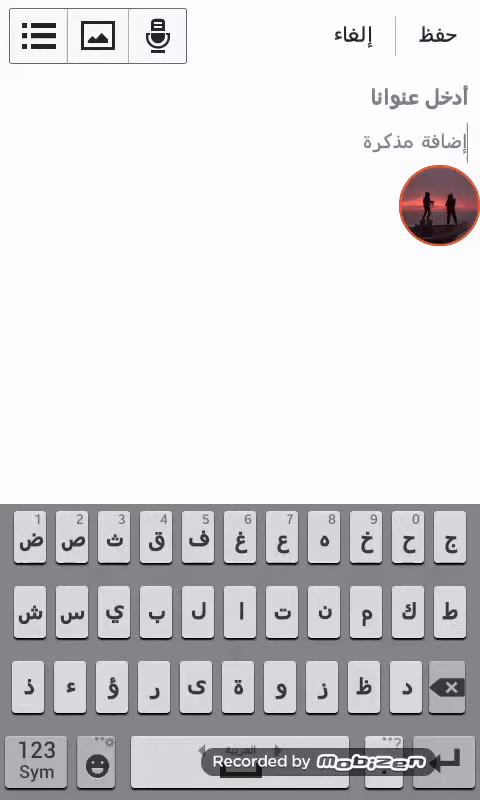 حفظ
إلغاء
أدخل عنوانا
إضافة مذكرة
1 2 3 4 5 6 7 8 9 0
ض ص ث ق ف غ ع ه خ ح ج
ش س ي ب ل ا ت ن م ك ط
ذ ء ؤ ر ى ة و ز ظ د
123
Sym
العربية
?
Recorded by Mobizen